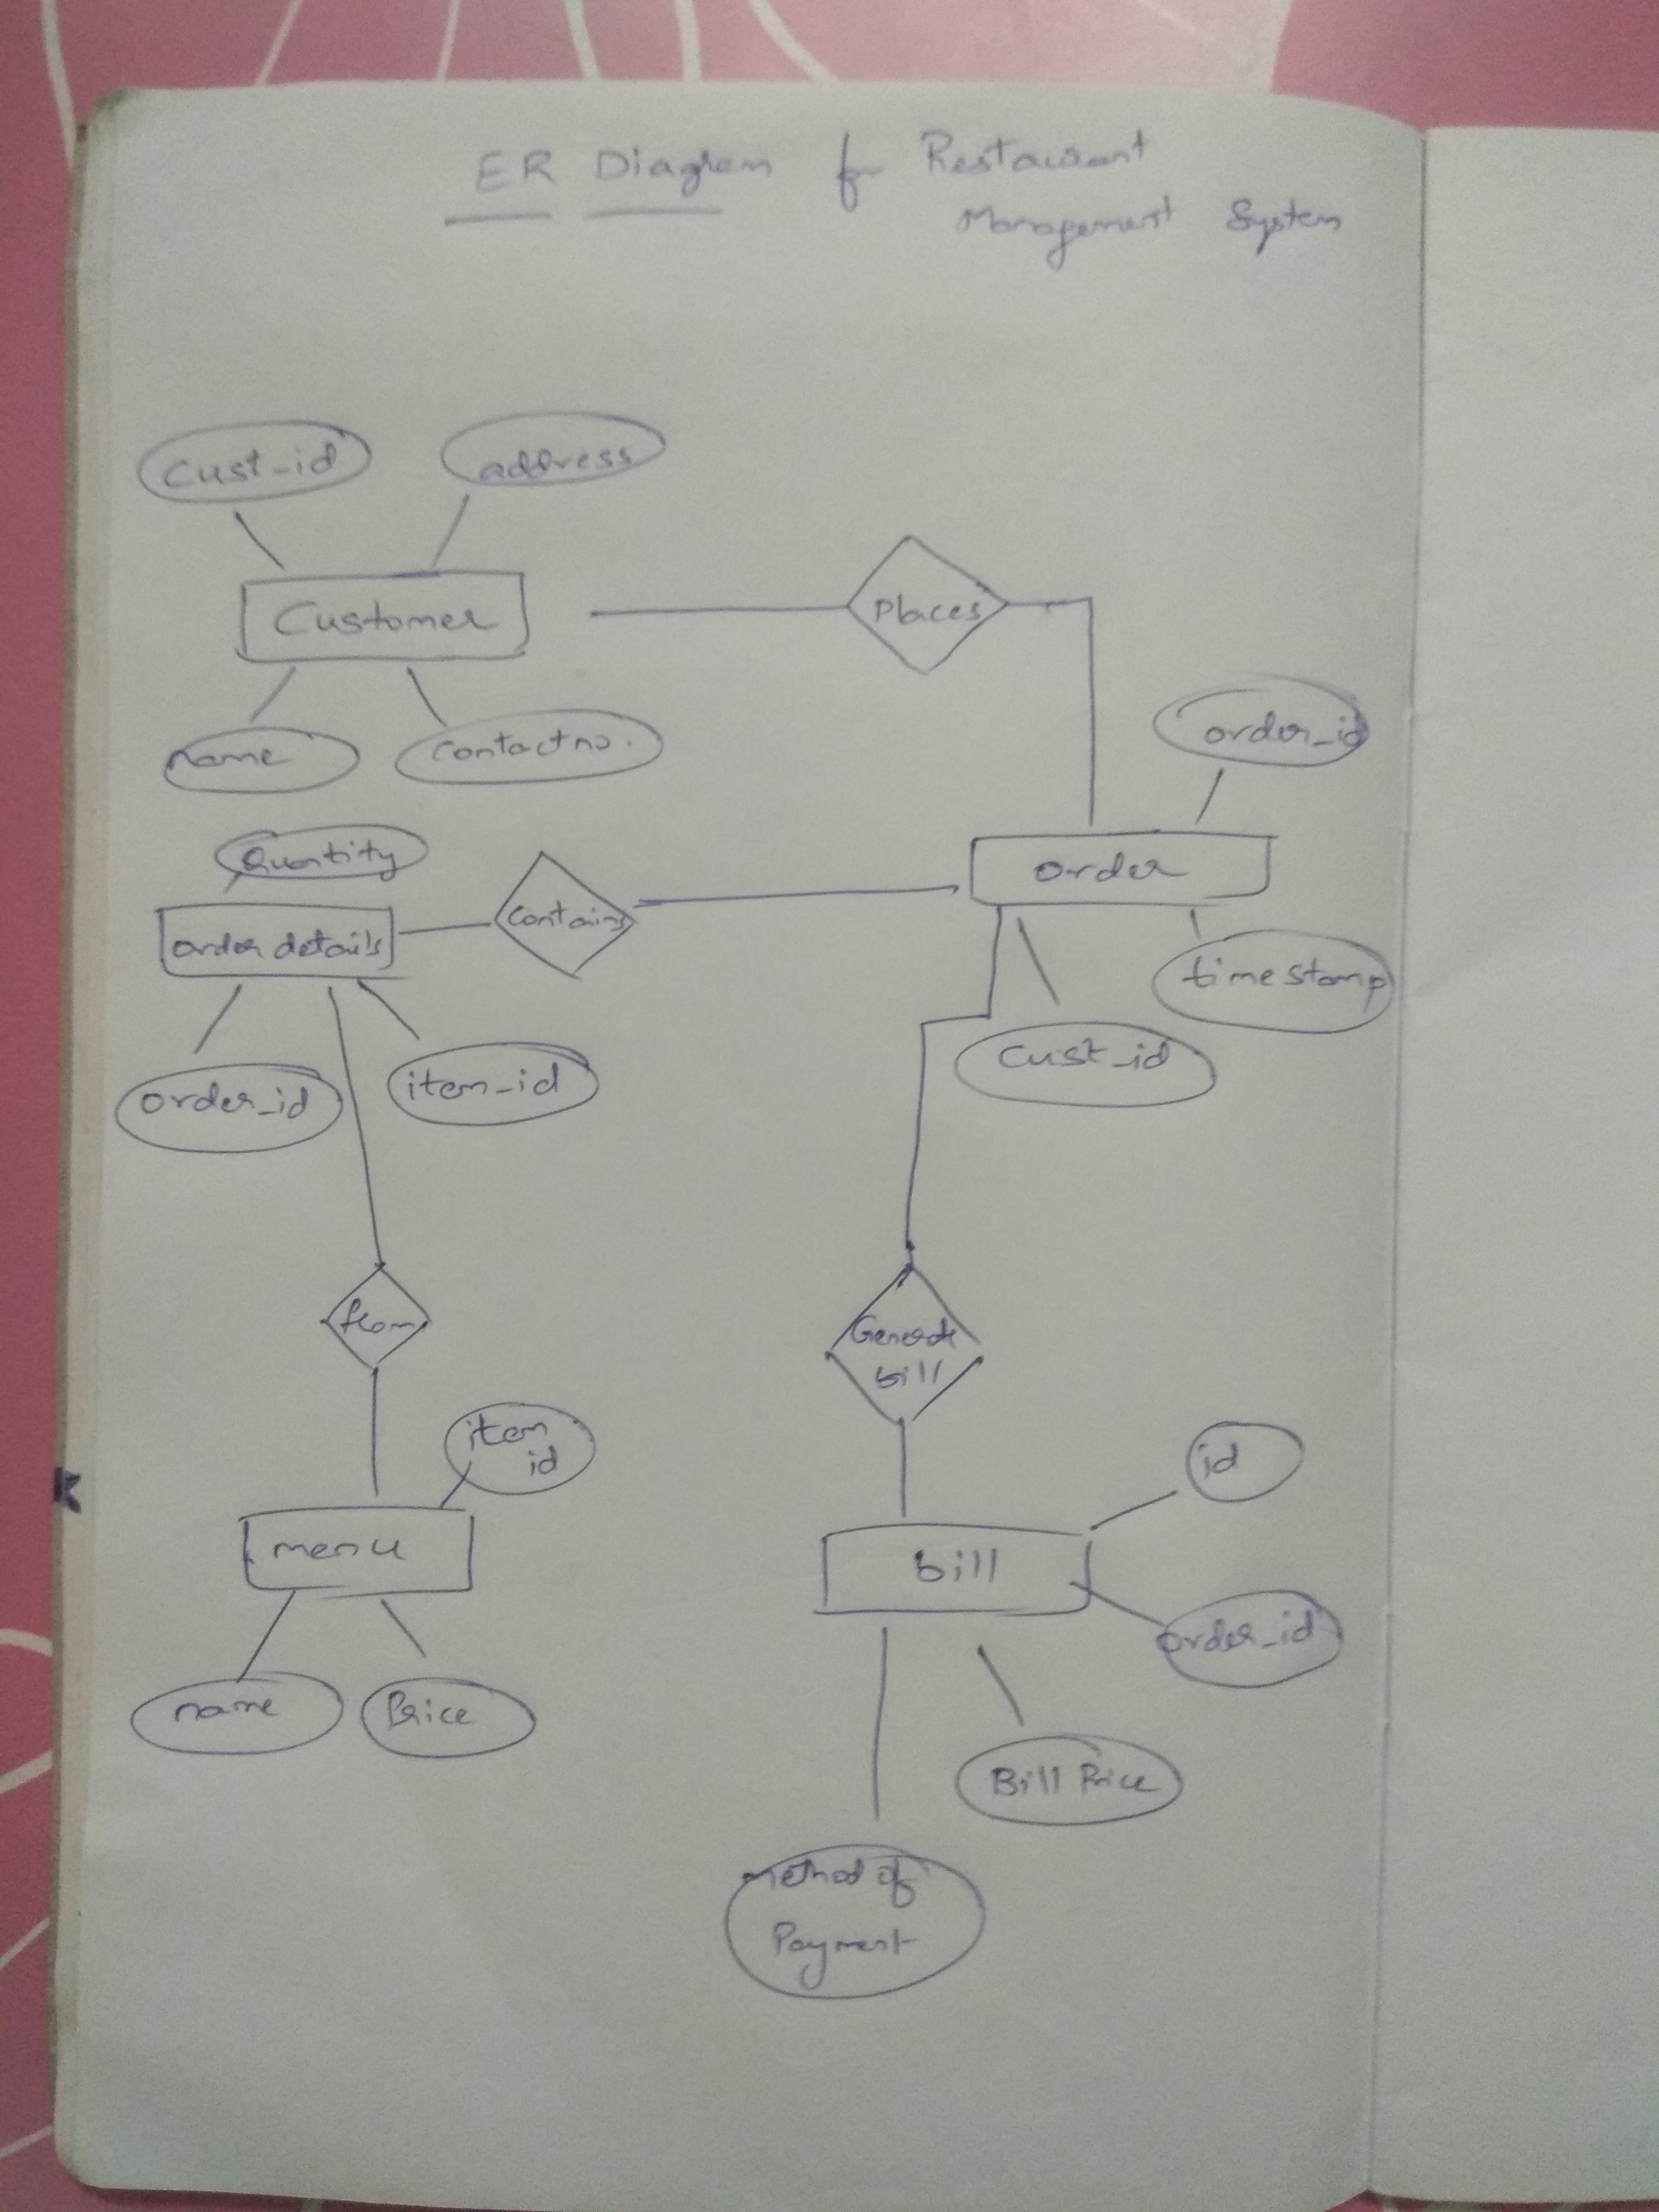 ER Diagram for Restaurant
Management System
Cust_id
address
Customer
Places
name
Contact no.
order_id
Quantity
order
order details
Contains
timestamp
Cust_id
order_id
item_id
from
Generate
bill
item
id
id
menu
bill
order_id
name
Price
Bill Price
method of
Payment